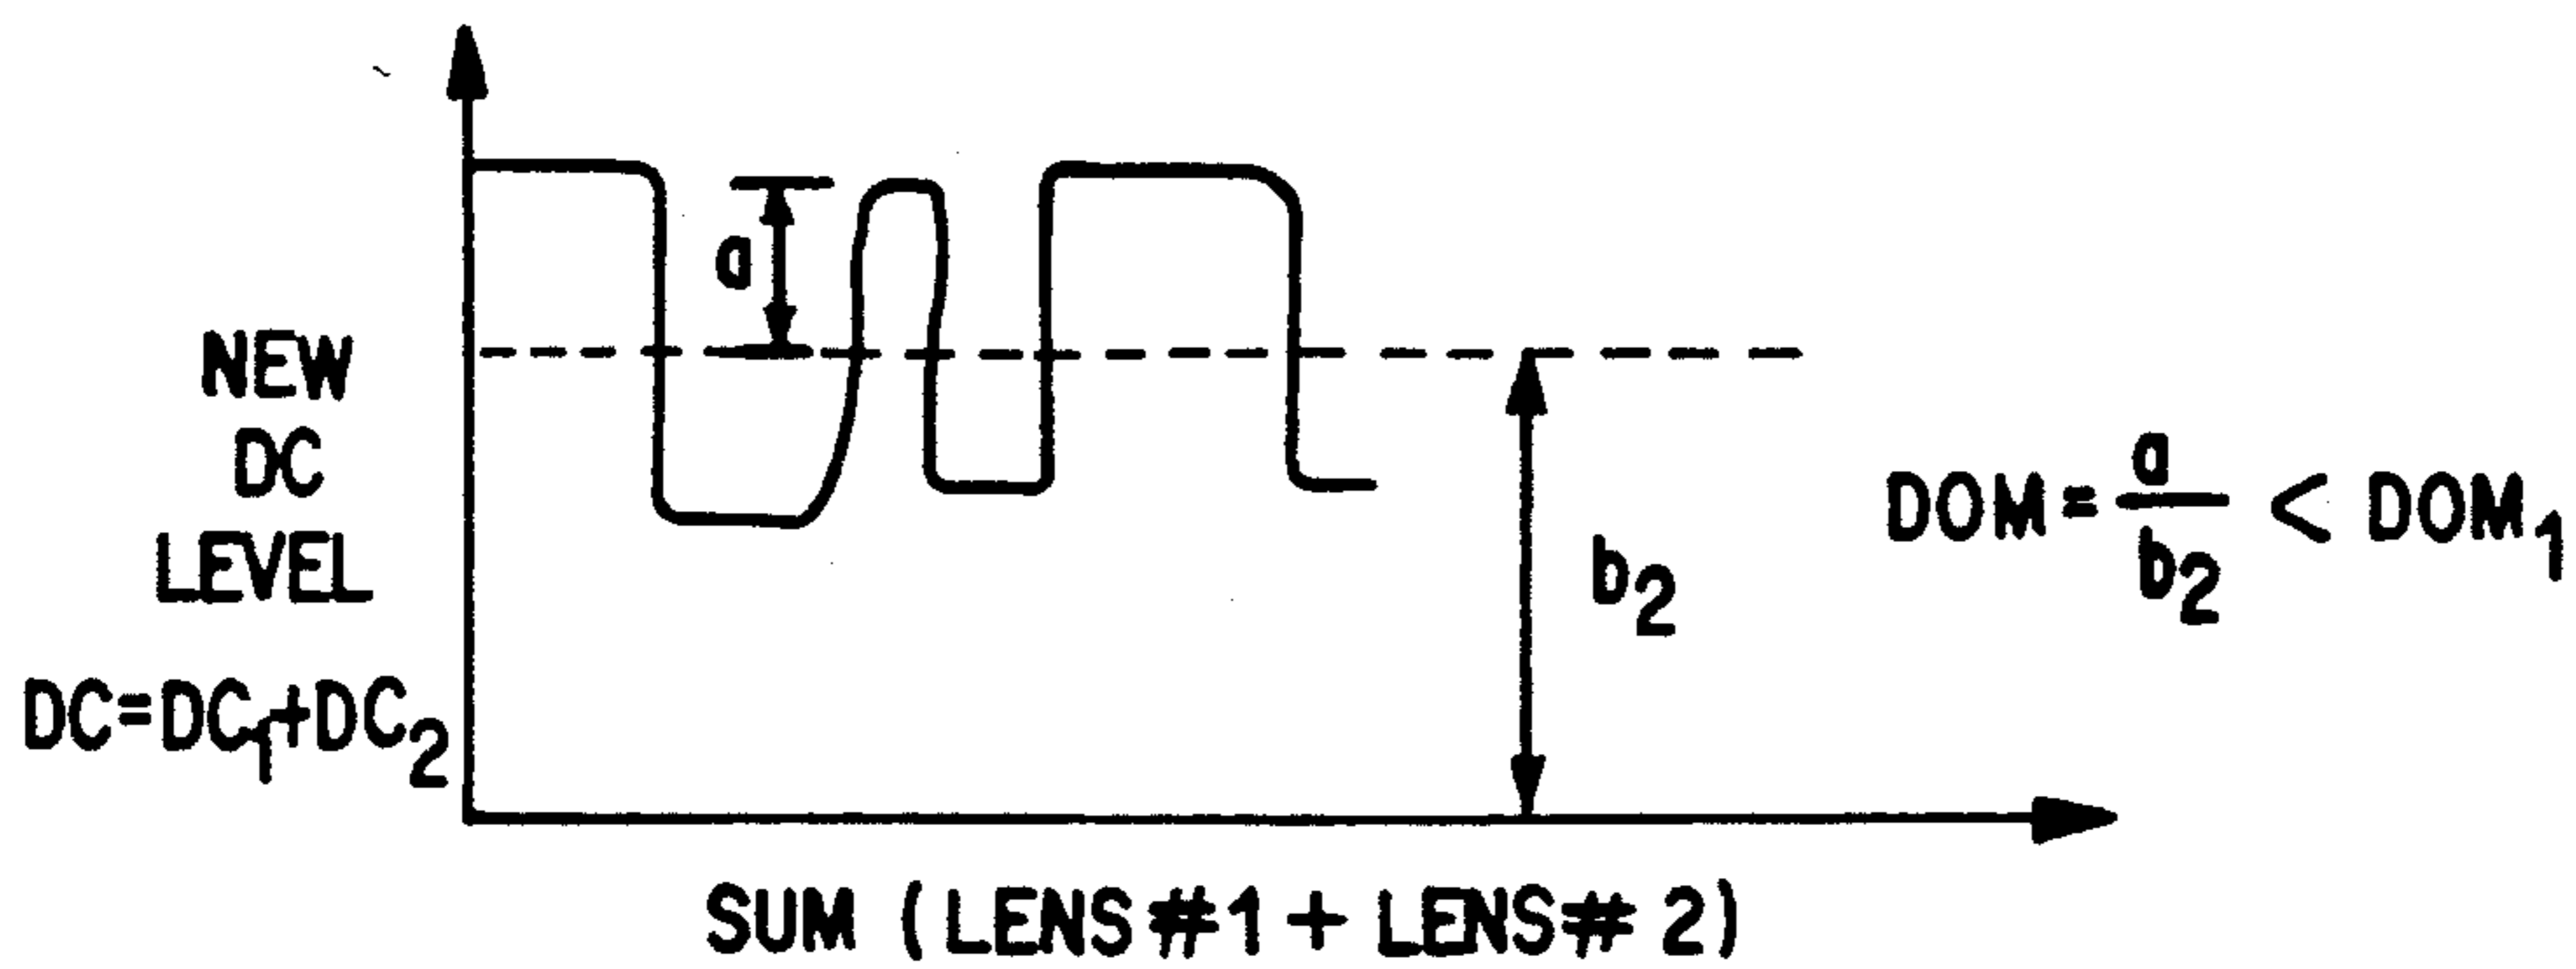 a
NEW
DC
LEVEL
DC=DC₁+DC₂
b₂
DOM=a/b₂ < DOM₁
SUM (LENS #1 + LENS # 2)